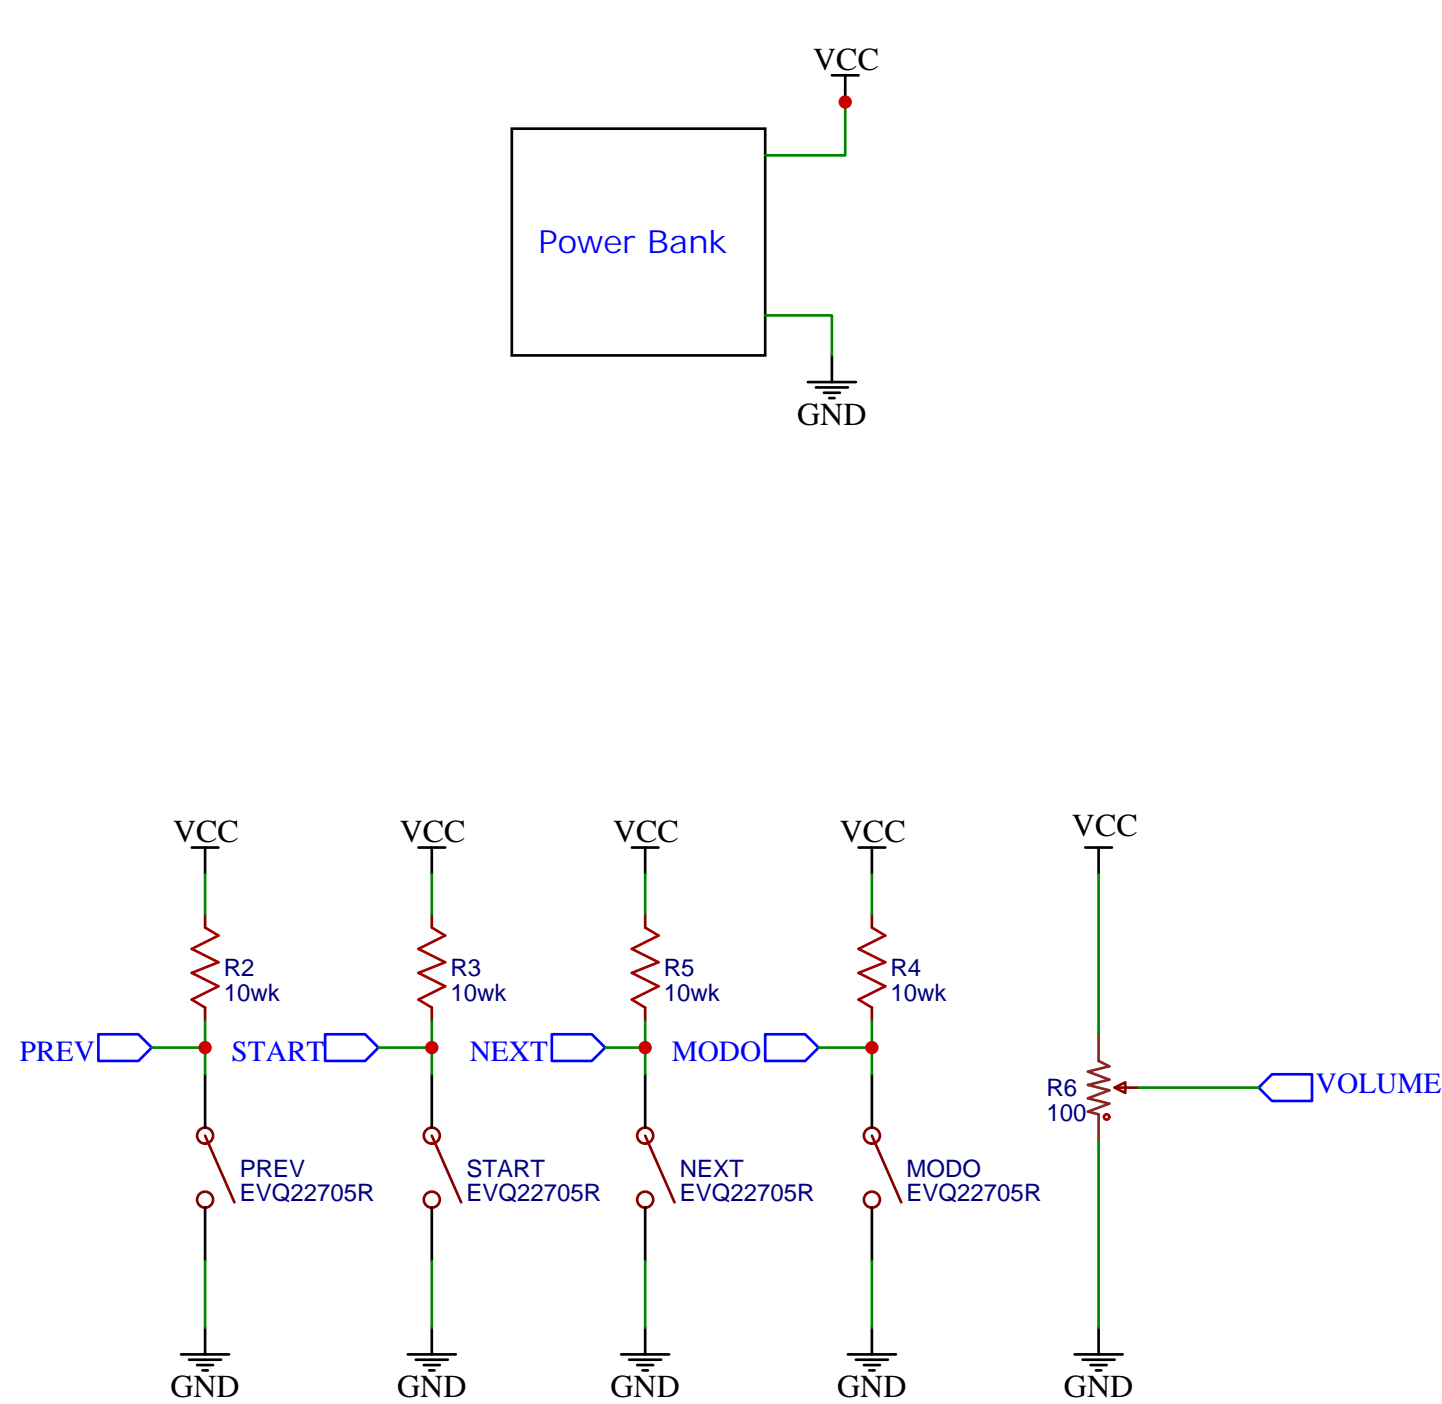 VCC
Power Bank
GND
VCC
VCC
VCC
VCC
VCC
R2
10wk
R3
10wk
R5
10wk
R4
10wk
PREV
START
NEXT
MODO
R6
100
VOLUME
PREV
EVQ22705R
START
EVQ22705R
NEXT
EVQ22705R
MODO
EVQ22705R
GND
GND
GND
GND
GND